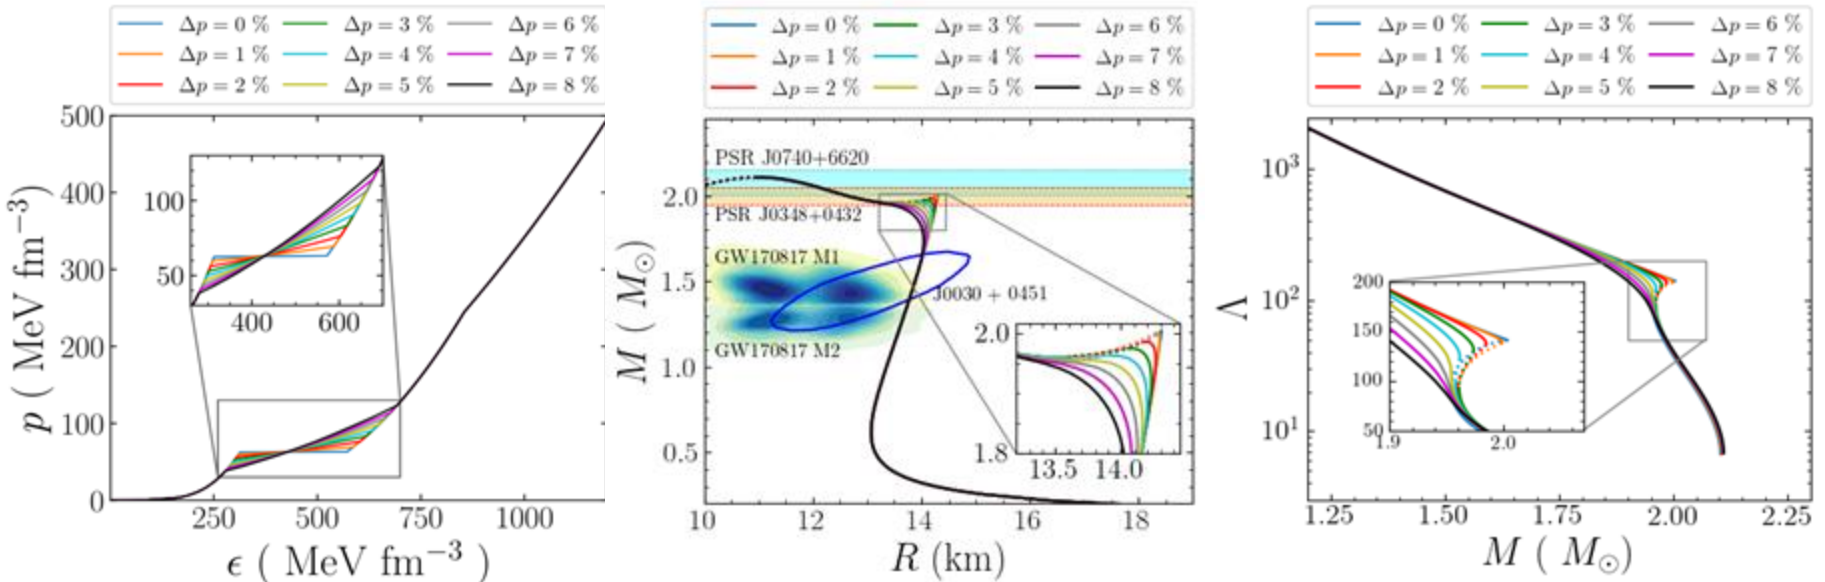 Δp = 0 % Δp = 3 % Δp = 6 %
Δp = 1 % Δp = 4 % Δp = 7 %
Δp = 2 % Δp = 5 % Δp = 8 %
500
400
300
200
100
0
p ( MeV fm⁻³)
100
50
400 600
250 500 750 1000
ϵ ( MeV fm⁻³ )
Δp = 0 % Δp = 3 % Δp = 6 %
Δp = 1 % Δp = 4 % Δp = 7 %
Δp = 2 % Δp = 5 % Δp = 8 %
PSR J0740+6620
PSR J0348+0432
GW170817 M1
J0030 + 0451
GW170817 M2
2.0
1.5
1.0
0.5
M ( M⊙)
2.0
1.8
13.5 14.0
10 12 14 16 18
R (km)
Δp = 0 % Δp = 3 % Δp = 6 %
Δp = 1 % Δp = 4 % Δp = 7 %
Δp = 2 % Δp = 5 % Δp = 8 %
10³
10²
10¹
Λ
200
150
100
50
1.9 2.0
1.25 1.50 1.75 2.00 2.25
M ( M⊙)